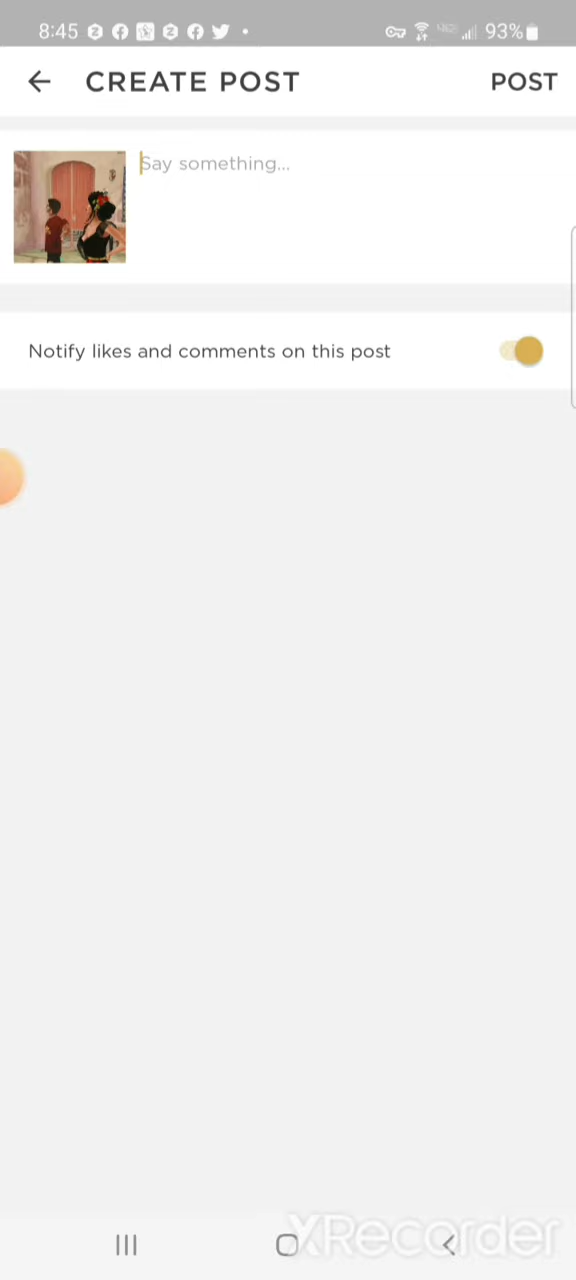 8:45
93%
CREATE POST
POST
Say something...
Notify likes and comments on this post
XRecorder